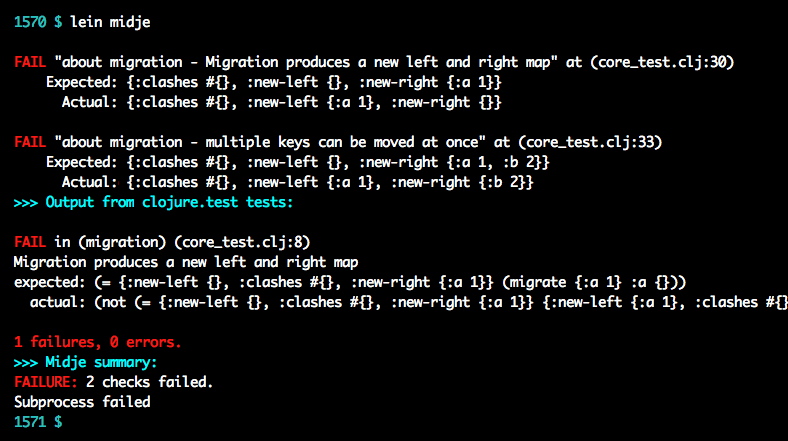 1570 $ lein midje
FAIL "about migration - Migration produces a new left and right map" at (core_test.clj:30)
Expected: {:clashes #{}, :new-left {}, :new-right {:a 1}}
Actual: {:clashes #{}, :new-left {:a 1}, :new-right {}}
FAIL "about migration - multiple keys can be moved at once" at (core_test.clj:33)
Expected: {:clashes #{}, :new-left {}, :new-right {:a 1, :b 2}}
Actual: {:clashes #{}, :new-left {:a 1}, :new-right {:b 2}}
>>> Output from clojure.test tests:
FAIL in (migration) (core_test.clj:8)
Migration produces a new left and right map
expected: (= {:new-left {}, :clashes #{}, :new-right {:a 1}} (migrate {:a 1} :a {}))
actual: (not (= {:new-left {}, :clashes #{}, :new-right {:a 1}} {:new-left {:a 1}, :clashes #{}
1 failures, 0 errors.
>>> Midje summary:
FAILURE: 2 checks failed.
Subprocess failed
1571 $